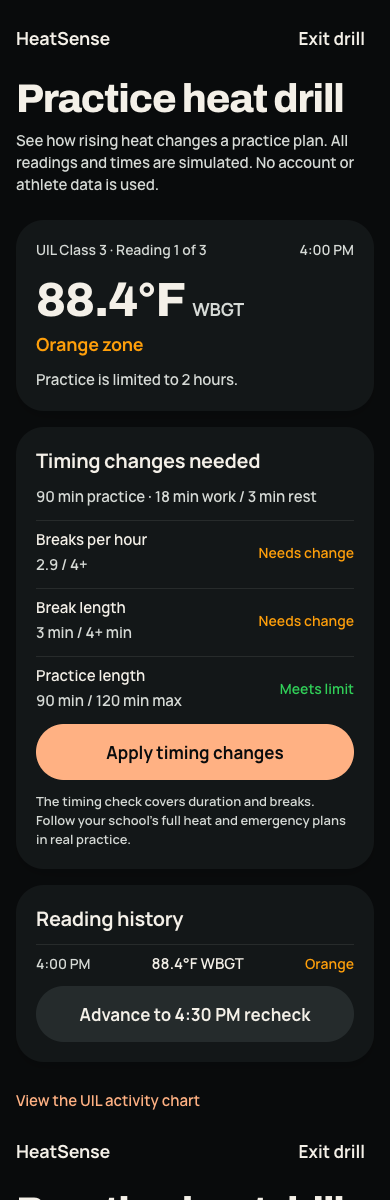 HeatSense Exit drill
Practice heat drill
See how rising heat changes a practice plan. All
readings and times are simulated. No account or
athlete data is used.
UIL Class 3 · Reading 1 of 3 4:00 PM
88.4°F WBGT
Orange zone
Practice is limited to 2 hours.
Timing changes needed
90 min practice · 18 min work / 3 min rest
Breaks per hour
2.9 / 4+
Needs change
Break length
3 min / 4+ min
Needs change
Practice length
90 min / 120 min max
Meets limit
Apply timing changes
The timing check covers duration and breaks.
Follow your school's full heat and emergency plans
in real practice.
Reading history
4:00 PM 88.4°F WBGT Orange
Advance to 4:30 PM recheck
View the UIL activity chart
HeatSense Exit drill